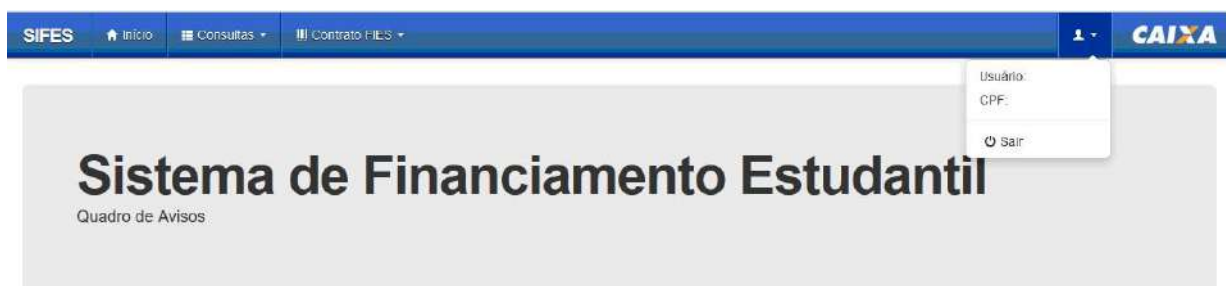 SIFES Início Consultas Contrato FIES CAIXA
Usuário:
CPF:
Sair
Sistema de Financiamento Estudantil
Quadro de Avisos